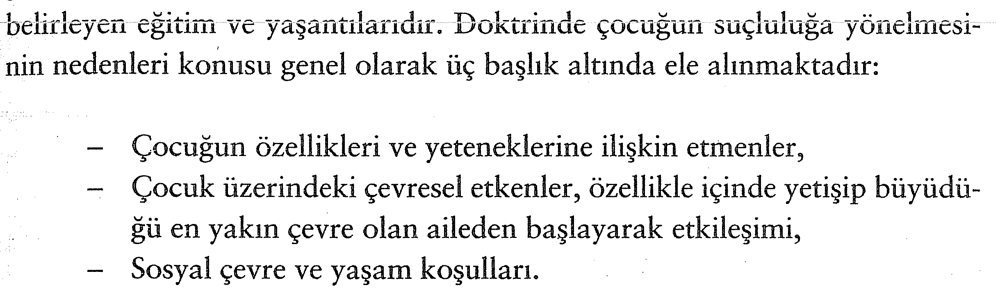 belirleyen eğitim ve yaşantılarıdır. Doktrinde çocuğun suçluluğa yönelmesi-
nin nedenleri konusu genel olarak üç başlık altında ele alınmaktadır:
– Çocuğun özellikleri ve yeteneklerine ilişkin etmenler,
– Çocuk üzerindeki çevresel etkenler, özellikle içinde yetişip büyüdü-
ğü en yakın çevre olan aileden başlayarak etkileşimi,
– Sosyal çevre ve yaşam koşulları.